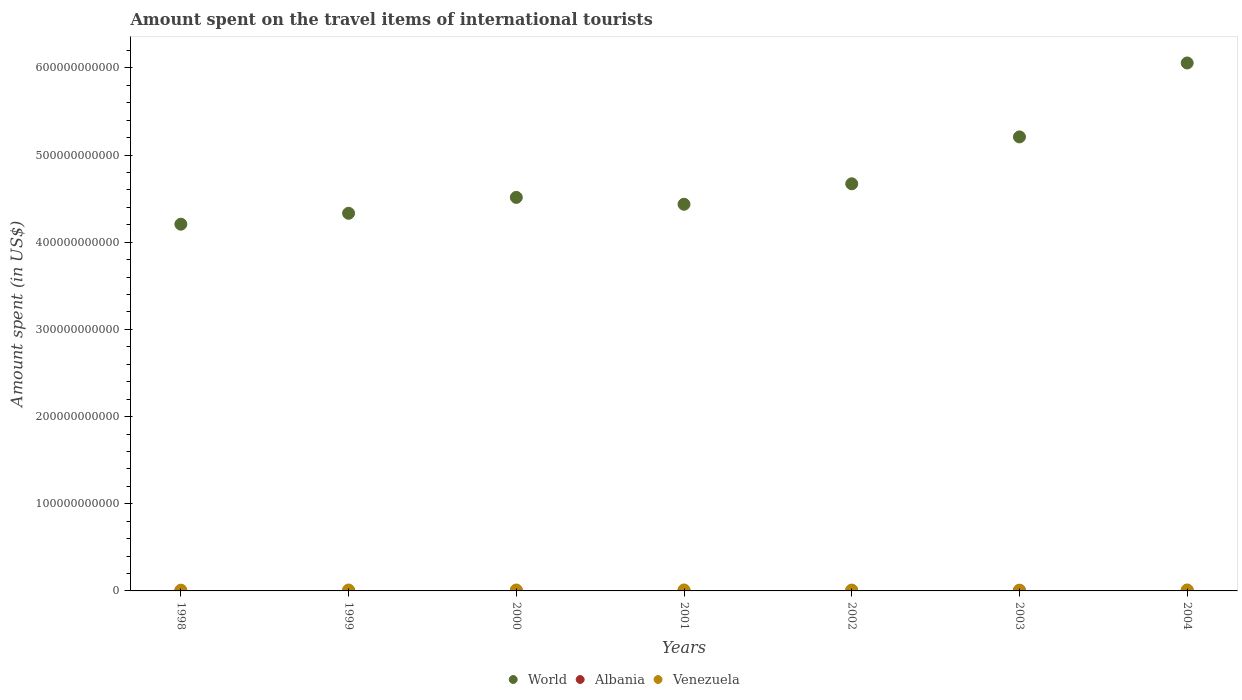 Amount spent on the travel items of international tourists
Amount spent (in US$)
600000000000
500000000000
400000000000
300000000000
200000000000
100000000000
0
1998
1999
2000
2001
2002
2003
2004
Years
World
Albania
Venezuela